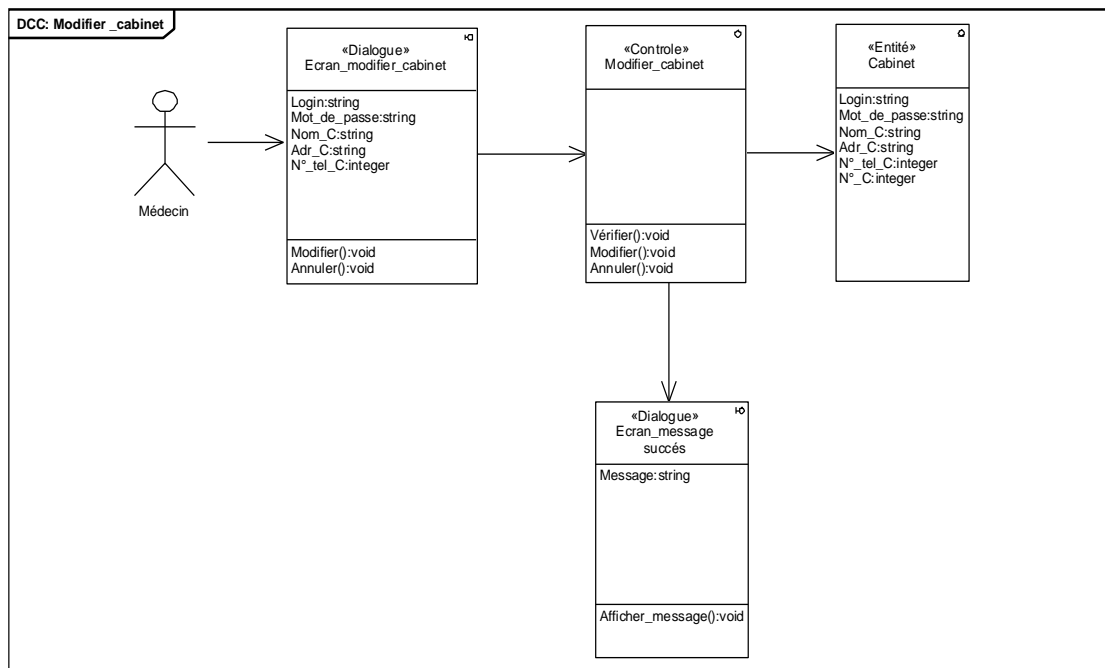 DCC: Modifier _cabinet
«Dialogue»
Ecran_modifier_cabinet
Login:string
Mot_de_passe:string
Nom_C:string
Adr_C:string
N°_tel_C:integer
Modifier():void
Annuler():void
«Controle»
Modifier_cabinet
Vérifier():void
Modifier():void
Annuler():void
«Entité»
Cabinet
Login:string
Mot_de_passe:string
Nom_C:string
Adr_C:string
N°_tel_C:integer
N°_C:integer
Médecin
«Dialogue»
Ecran_message
succés
Message:string
Afficher_message():void